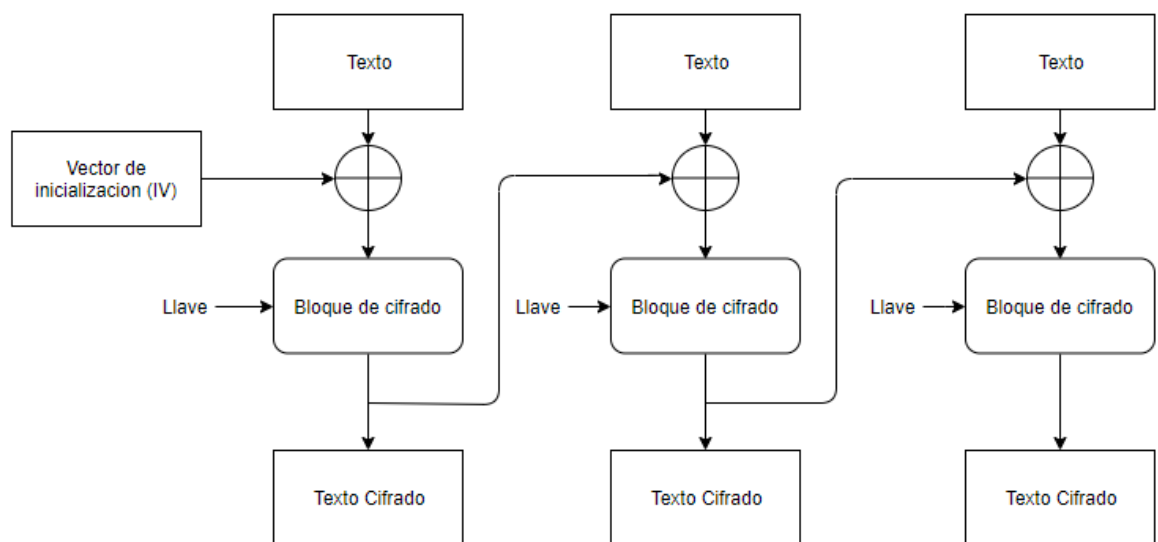 Texto
Texto
Texto
Vector de
inicializacion (IV)
Llave
Bloque de cifrado
Llave
Bloque de cifrado
Llave
Bloque de cifrado
Texto Cifrado
Texto Cifrado
Texto Cifrado